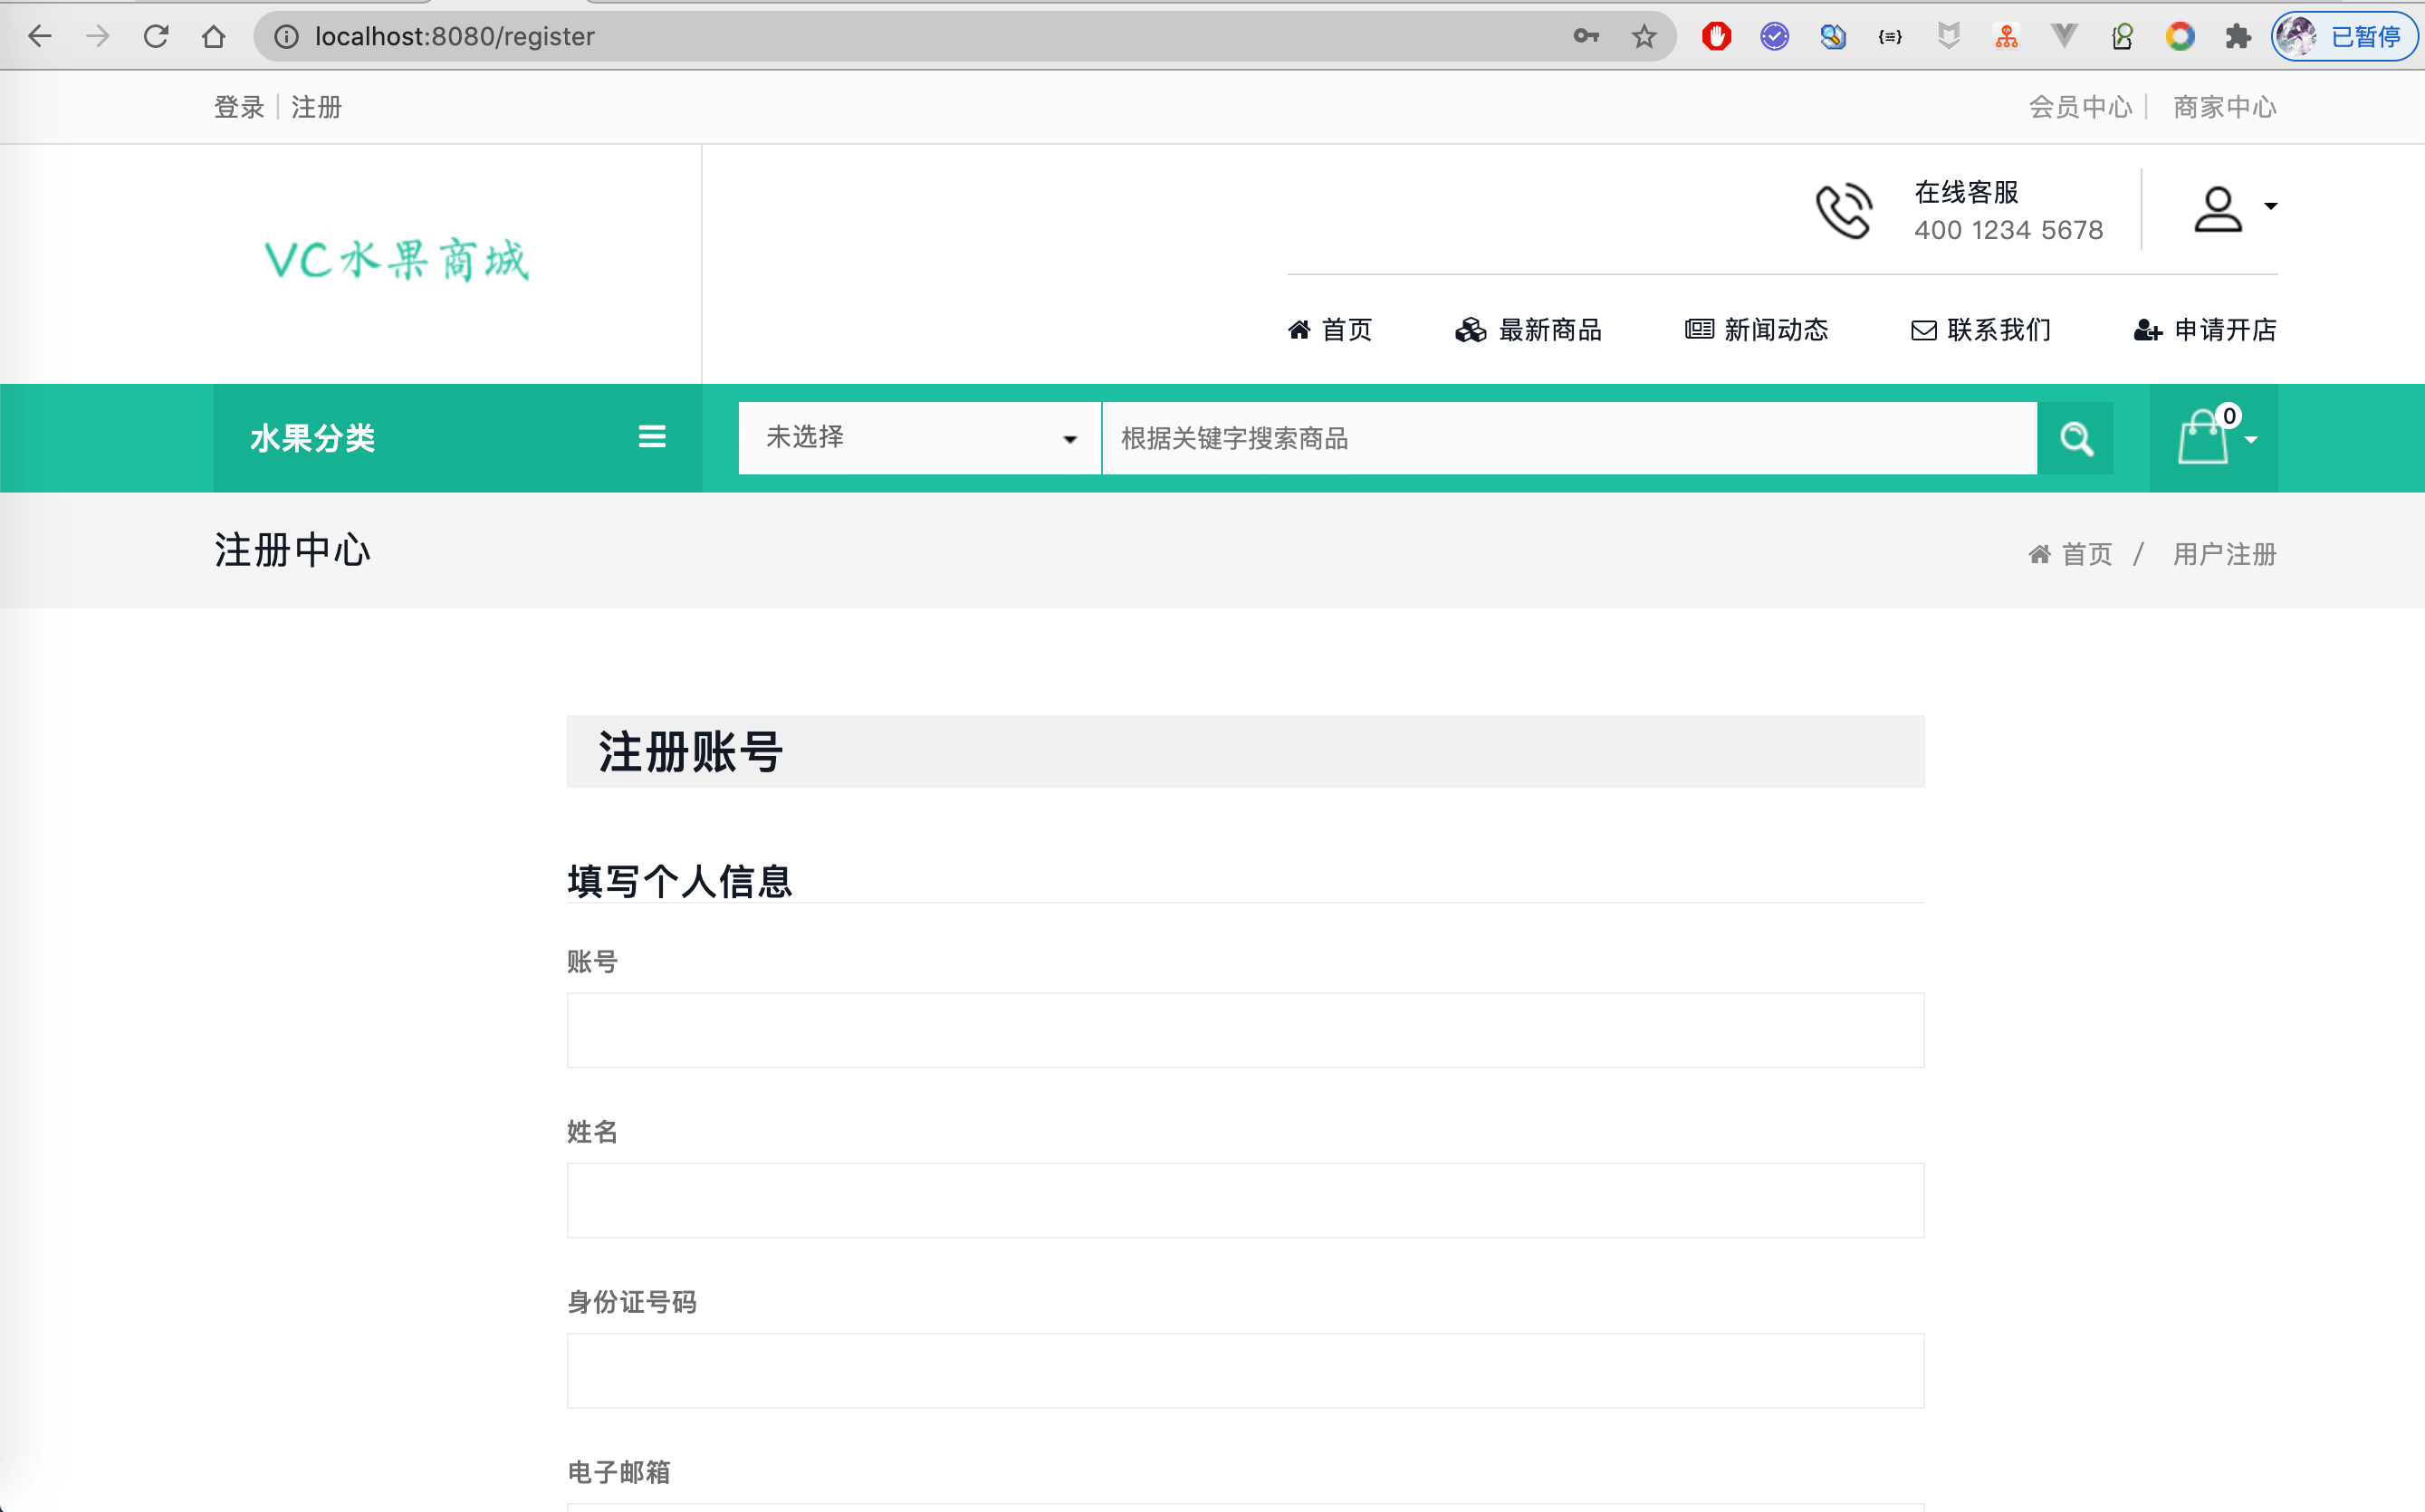 localhost:8080/register
已暂停
登录 注册
会员中心 商家中心
VC水果商城
在线客服
400 1234 5678
首页 最新商品 新闻动态 联系我们 申请开店
水果分类
未选择
根据关键字搜索商品
0
注册中心
首页 / 用户注册
注册账号
填写个人信息
账号
姓名
身份证号码
电子邮箱